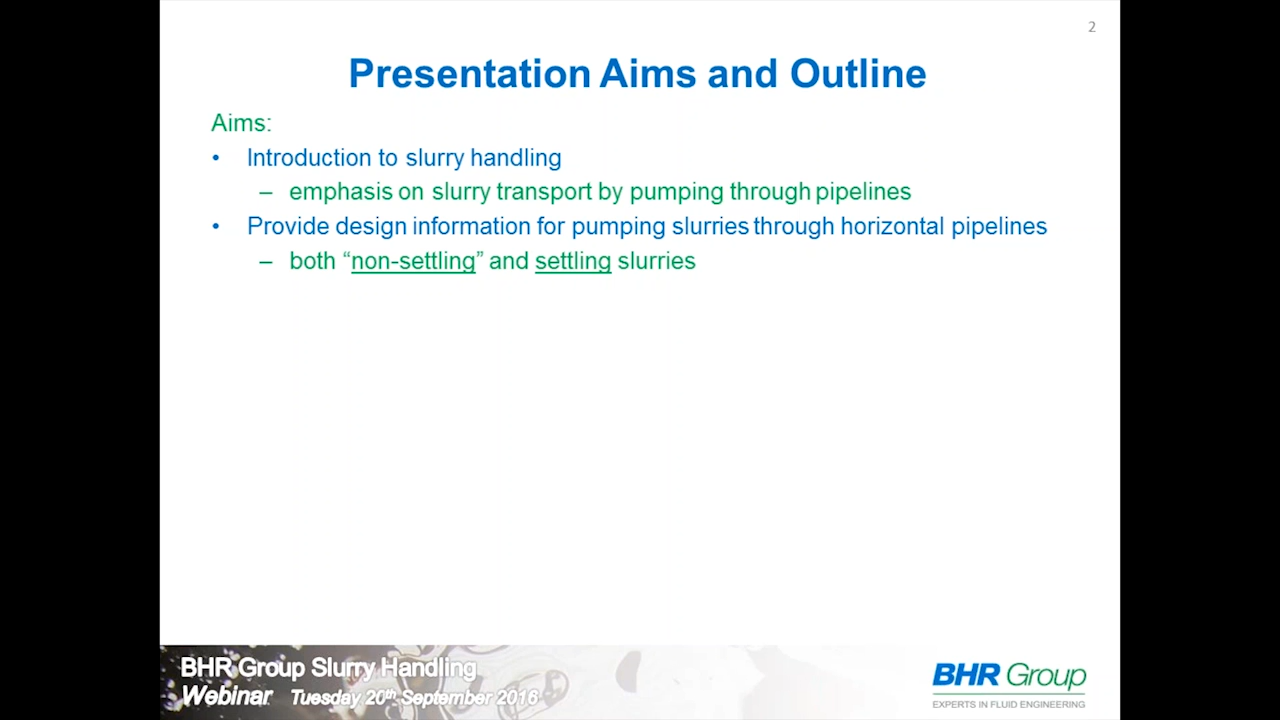 2
Presentation Aims and Outline
Aims:
• Introduction to slurry handling
– emphasis on slurry transport by pumping through pipelines
• Provide design information for pumping slurries through horizontal pipelines
– both “non-settling” and settling slurries
BHR Group Slurry Handling
Webinar Tuesday 20th September 2016
BHR Group
EXPERTS IN FLUID ENGINEERING